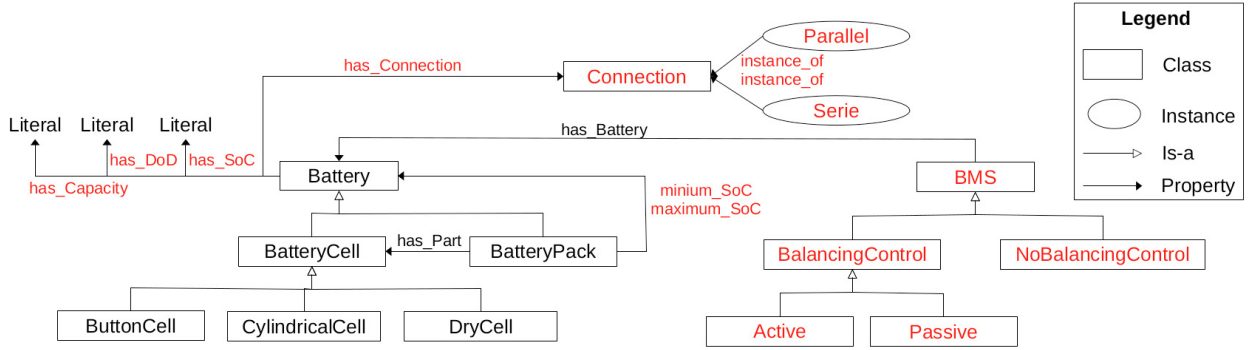 Legend
Class
Instance
Is-a
Property
Parallel
has_Connection
instance_of
Connection
instance_of
Serie
Literal
Literal
Literal
has_Battery
has_DoD
has_SoC
has_Capacity
Battery
BMS
minium_SoC
maximum_SoC
BatteryCell
has_Part
BatteryPack
BalancingControl
NoBalancingControl
ButtonCell
CylindricalCell
DryCell
Active
Passive